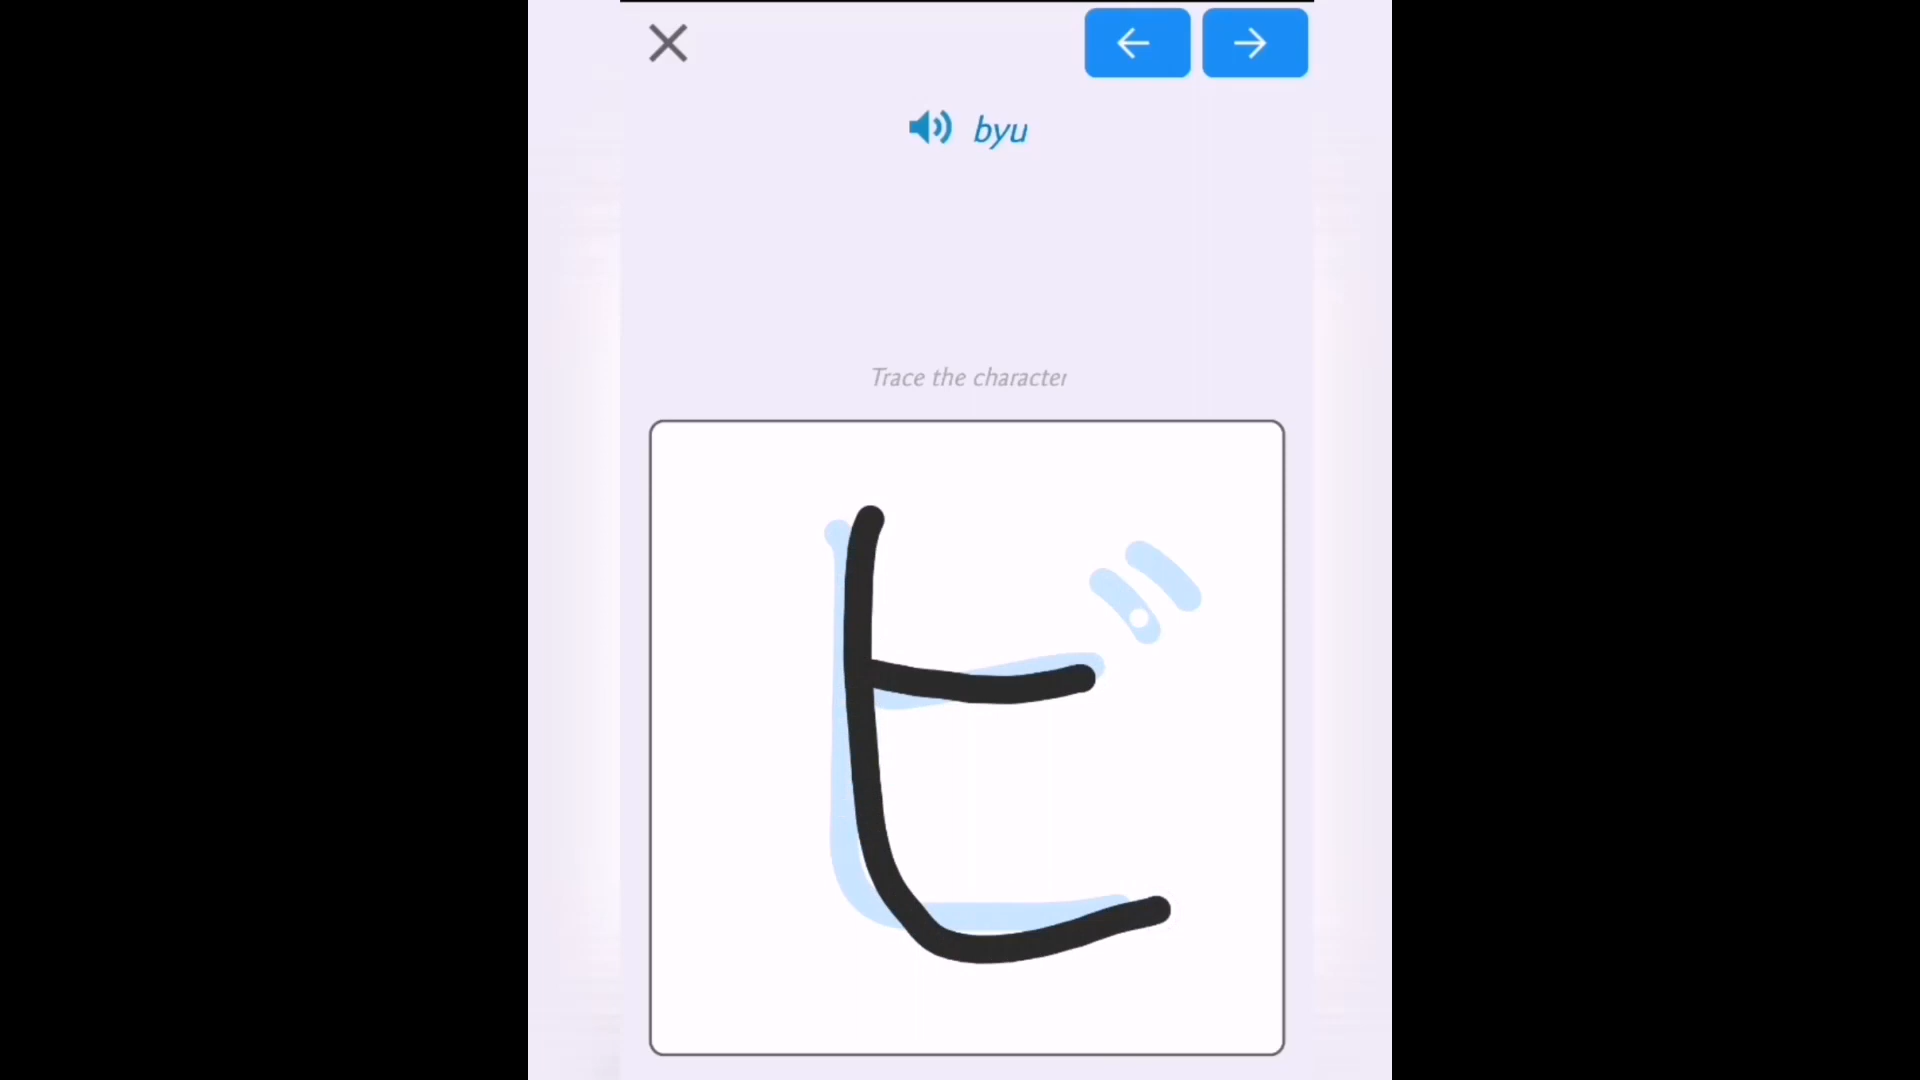 byu
Trace the character
ビ